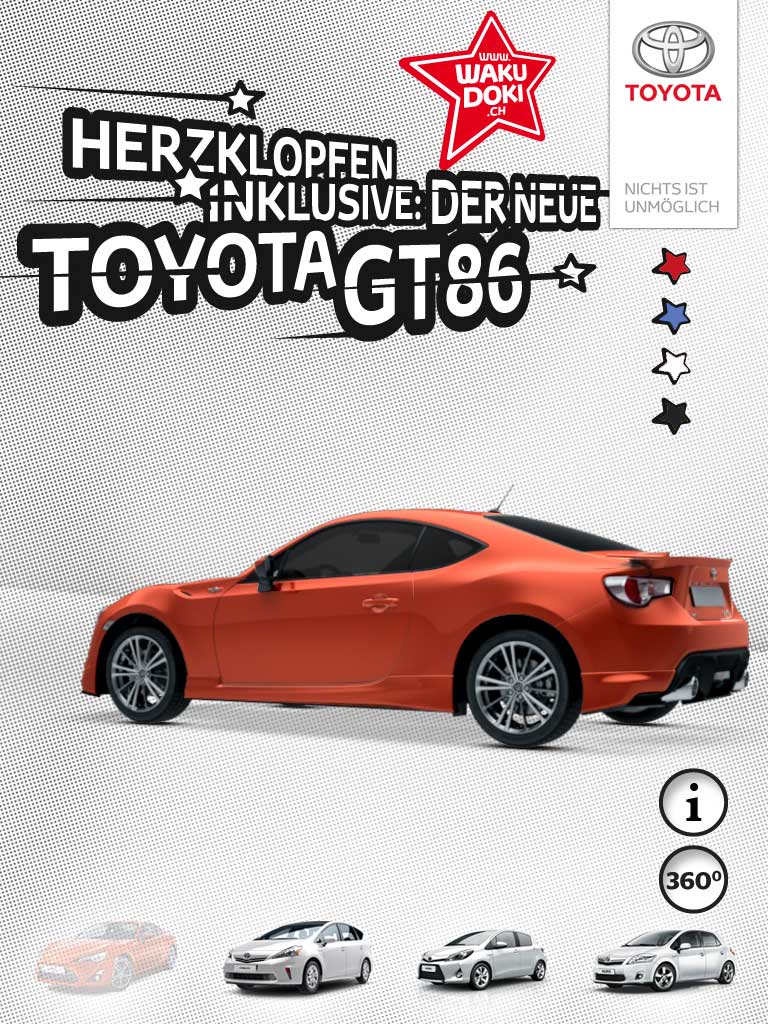 WWW.
WAKU
DOKI
.CH
TOYOTA
NICHTS IST
UNMÖGLICH
HERZKLOPFEN
INKLUSIVE: DER NEUE
TOYOTA GT86
i
360°